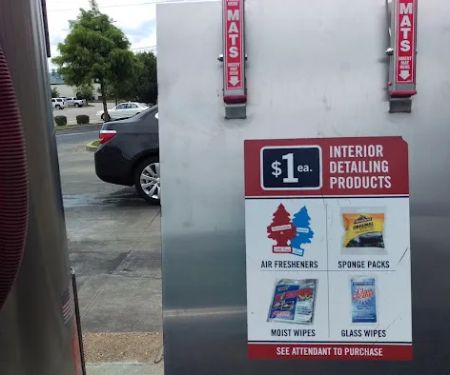 MATS
MATS
$1 ea.
INTERIOR
DETAILING
PRODUCTS
AIR FRESHENERS
SPONGE PACKS
MOIST WIPES
GLASS WIPES
SEE ATTENDANT TO PURCHASE